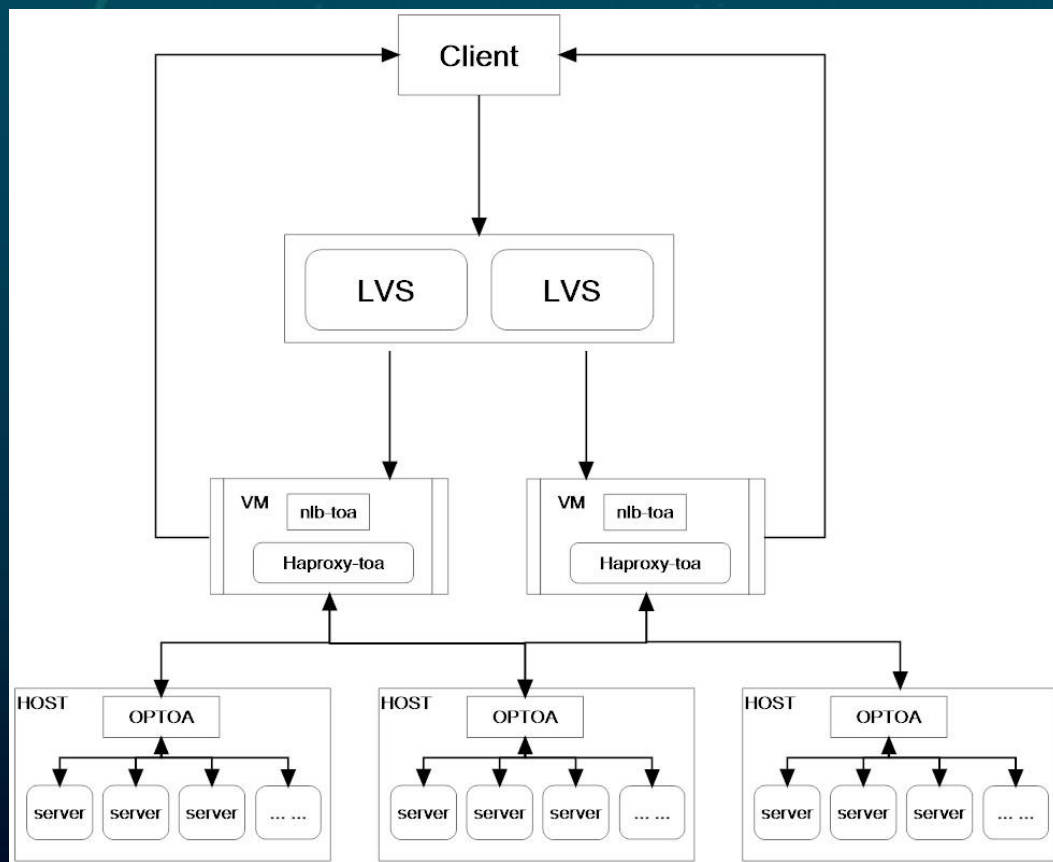 Client
LVS LVS
VM nlb-toa VM nlb-toa
Haproxy-toa Haproxy-toa
HOST HOST HOST
OPTOA OPTOA OPTOA
server server server ... ... server server server ... ... server server server ... ...